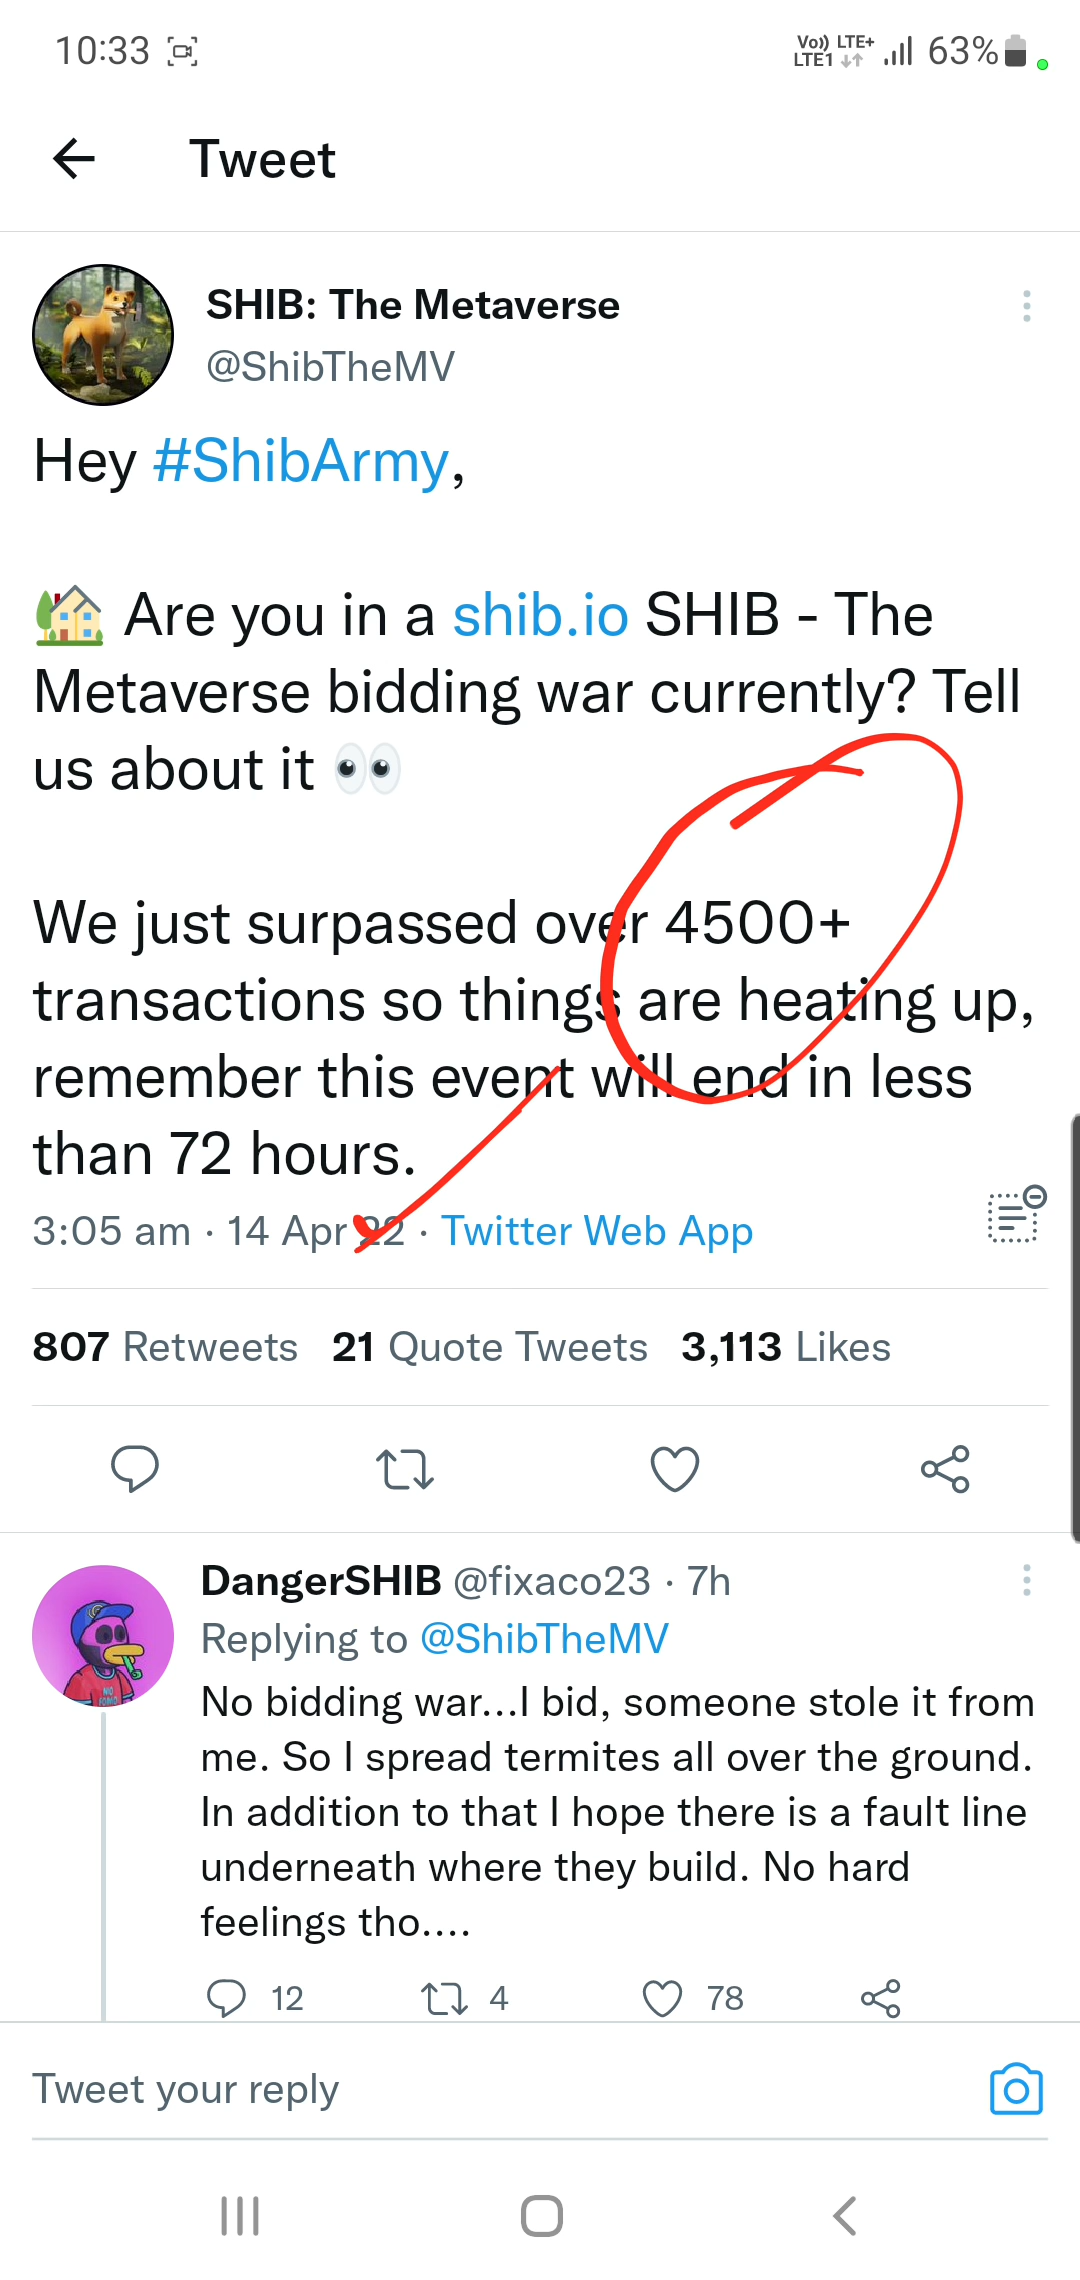 10:33
Vo)) LTE+
LTE1
63%
Tweet
SHIB: The Metaverse
@ShibTheMV
Hey #ShibArmy,
Are you in a shib.io SHIB - The
Metaverse bidding war currently? Tell
us about it
We just surpassed over 4500+
transactions so things are heating up,
remember this event will end in less
than 72 hours.
3:05 am · 14 Apr 22 · Twitter Web App
807 Retweets 21 Quote Tweets 3,113 Likes
DangerSHIB @fixaco23 · 7h
Replying to @ShibTheMV
No bidding war...I bid, someone stole it from
me. So I spread termites all over the ground.
In addition to that I hope there is a fault line
underneath where they build. No hard
feelings tho....
12 4 78
Tweet your reply